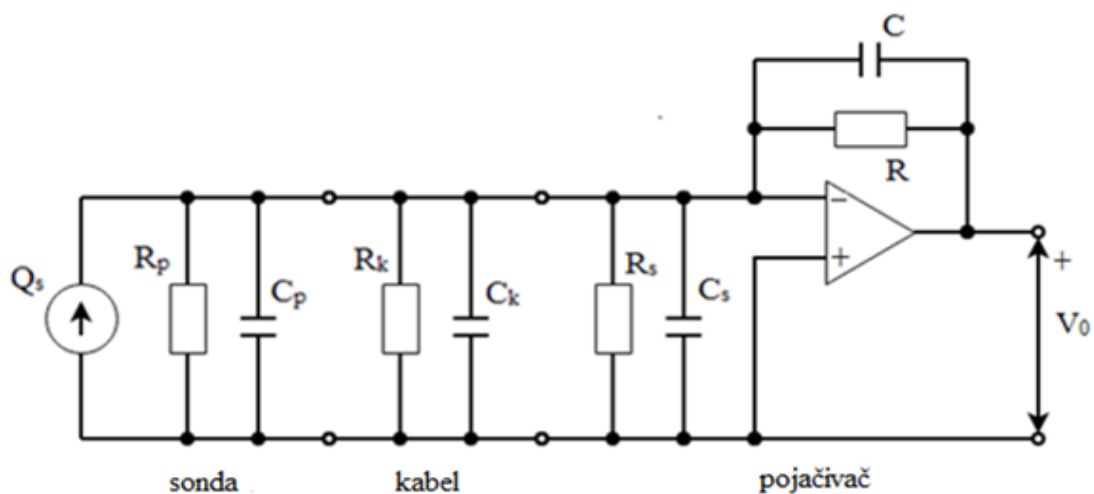 C
R
Qs
Rp
Cp
Rk
Ck
Rs
Cs
−
+
+
V0
sonda
kabel
pojačivač